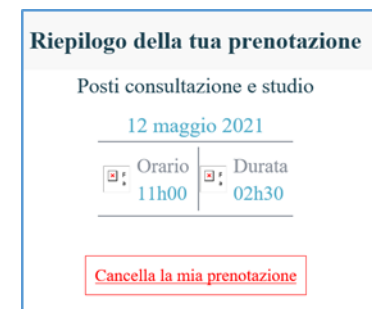 Riepilogo della tua prenotazione
Posti consultazione e studio
12 maggio 2021
Orario
11h00
Durata
02h30
Cancella la mia prenotazione